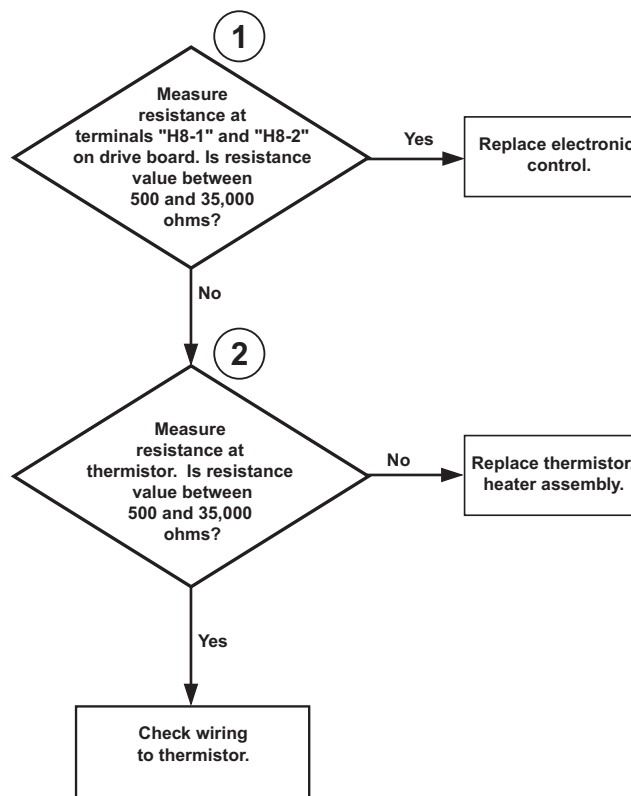 1
Measure
resistance at
terminals "H8-1" and "H8-2"
on drive board. Is resistance
value between
500 and 35,000
ohms?
Yes
Replace electronic
control.
No
2
Measure
resistance at
thermistor. Is resistance
value between
500 and 35,000
ohms?
No
Replace thermistor
heater assembly.
Yes
Check wiring
to thermistor.